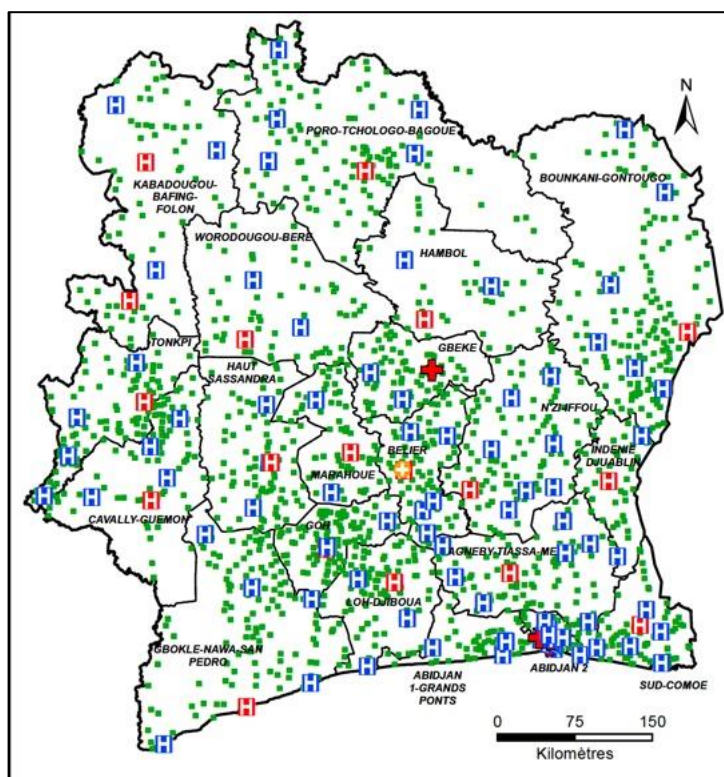 N
PORO-TCHOLOGO-BAGOUE
BOUNKANI-GONTOUGO
KABADOUGOU-
BAFING-
FOLON
WORODOUGOU-BERE
HAMBOL
TONKPI
GBEKE
HAUT
SASSANDRA
N'ZI-IFFOU
BELIER
INDENIE
DJUABLIN
MARAHOUE
CAVALLY-GUEMON
GOH
AGNEBY-TIASSA-ME
LOH-DJIBOUA
GBOKLE-NAWA-SAN
PEDRO
ABIDJAN
1-GRANDS
PONTS
ABIDJAN 2
SUD-COMOE
0 75 150
Kilomètres
H